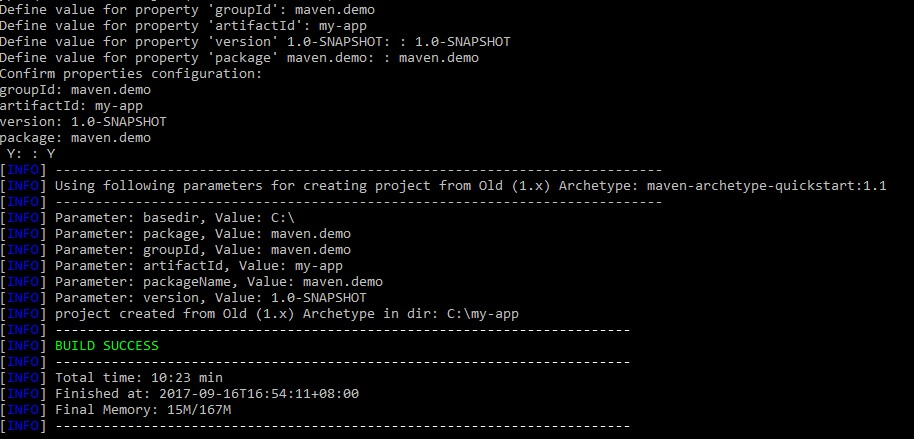 Define value for property 'groupId': maven.demo
Define value for property 'artifactId': my-app
Define value for property 'version' 1.0-SNAPSHOT: : 1.0-SNAPSHOT
Define value for property 'package' maven.demo: : maven.demo
Confirm properties configuration:
groupId: maven.demo
artifactId: my-app
version: 1.0-SNAPSHOT
package: maven.demo
 Y: : Y
[INFO] ----------------------------------------------------------------------------
[INFO] Using following parameters for creating project from Old (1.x) Archetype: maven-archetype-quickstart:1.1
[INFO] ----------------------------------------------------------------------------
[INFO] Parameter: basedir, Value: C:\
[INFO] Parameter: package, Value: maven.demo
[INFO] Parameter: groupId, Value: maven.demo
[INFO] Parameter: artifactId, Value: my-app
[INFO] Parameter: packageName, Value: maven.demo
[INFO] Parameter: version, Value: 1.0-SNAPSHOT
[INFO] project created from Old (1.x) Archetype in dir: C:\my-app
[INFO] ------------------------------------------------------------------------
[INFO] BUILD SUCCESS
[INFO] ------------------------------------------------------------------------
[INFO] Total time: 10:23 min
[INFO] Finished at: 2017-09-16T16:54:11+08:00
[INFO] Final Memory: 15M/167M
[INFO] ------------------------------------------------------------------------